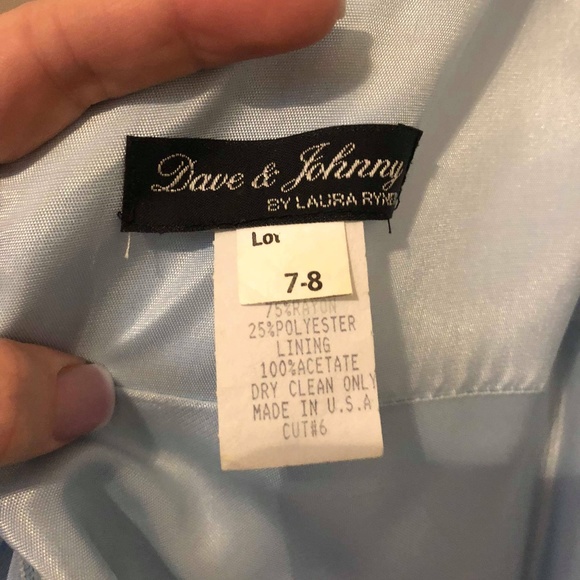 Dave & Johnny
BY LAURA
7-8
75%RAYON
25%POLYESTER
LINING
100%ACETATE
DRY CLEAN ONLY
MADE IN U.S.A
CUT#6